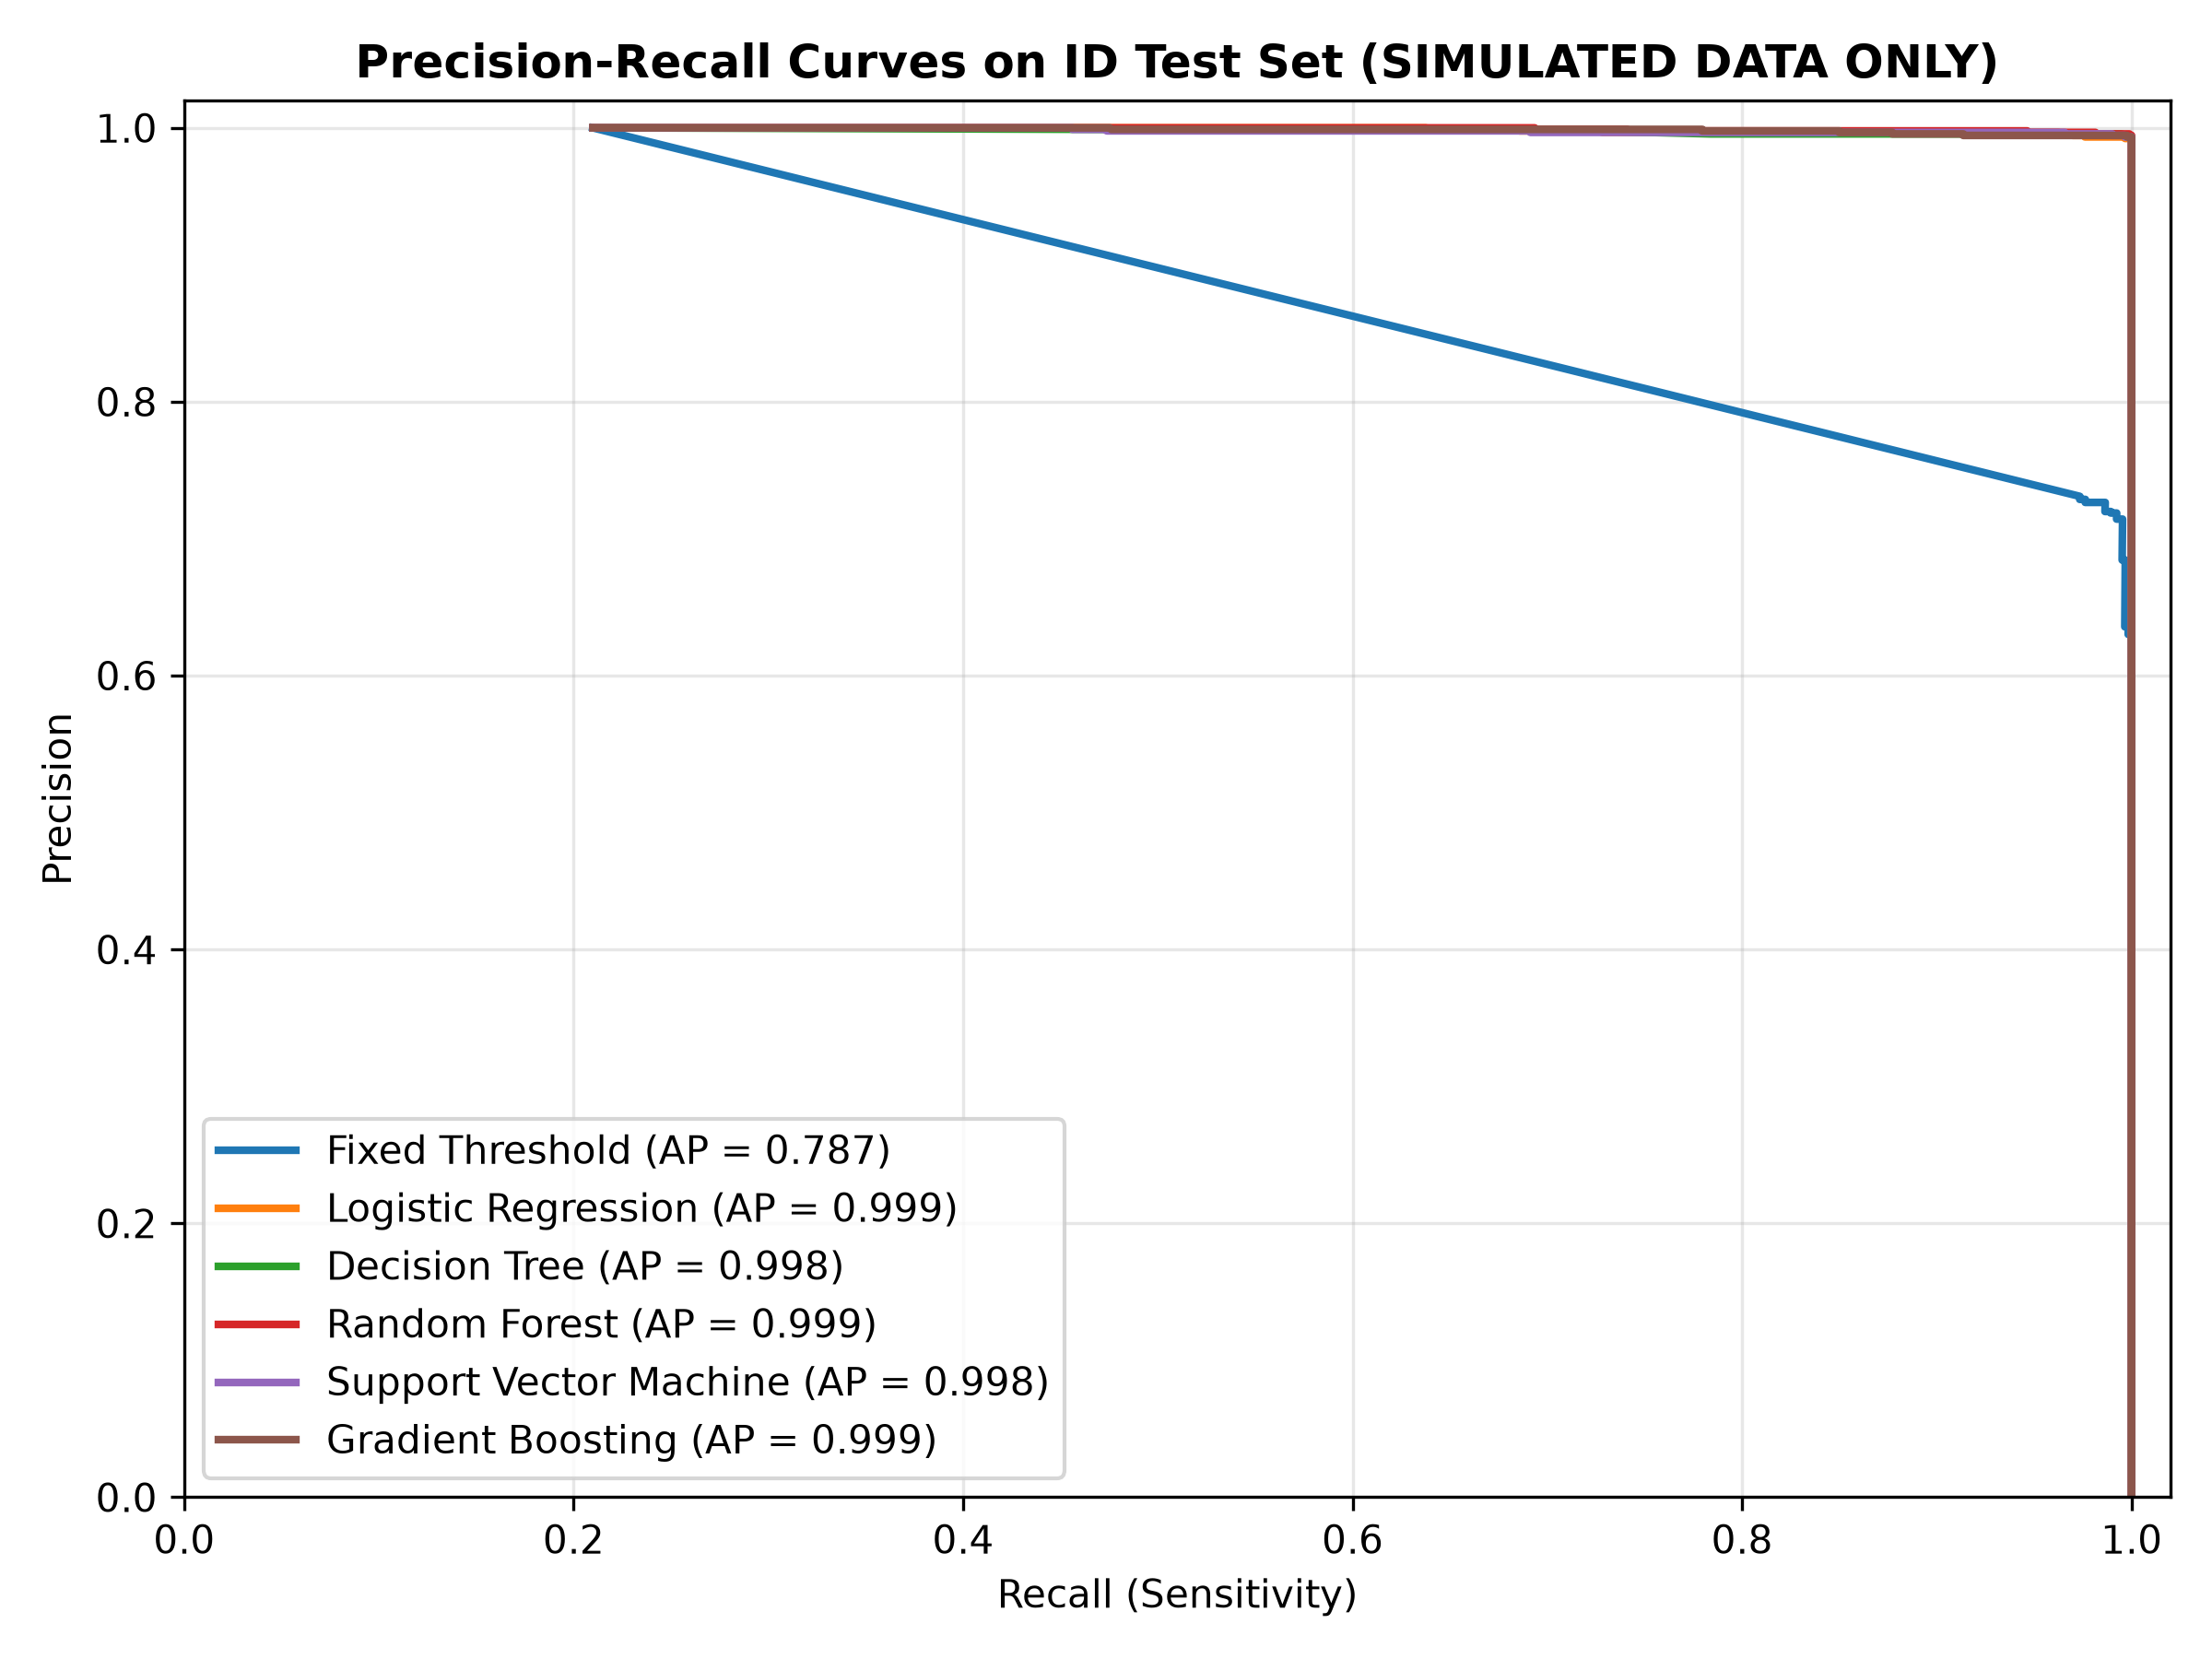 Precision-Recall Curves on ID Test Set (SIMULATED DATA ONLY)
1.0
0.8
0.6
0.4
0.2
0.0
Precision
Fixed Threshold (AP = 0.787)
Logistic Regression (AP = 0.999)
Decision Tree (AP = 0.998)
Random Forest (AP = 0.999)
Support Vector Machine (AP = 0.998)
Gradient Boosting (AP = 0.999)
0.0 0.2 0.4 0.6 0.8 1.0
Recall (Sensitivity)